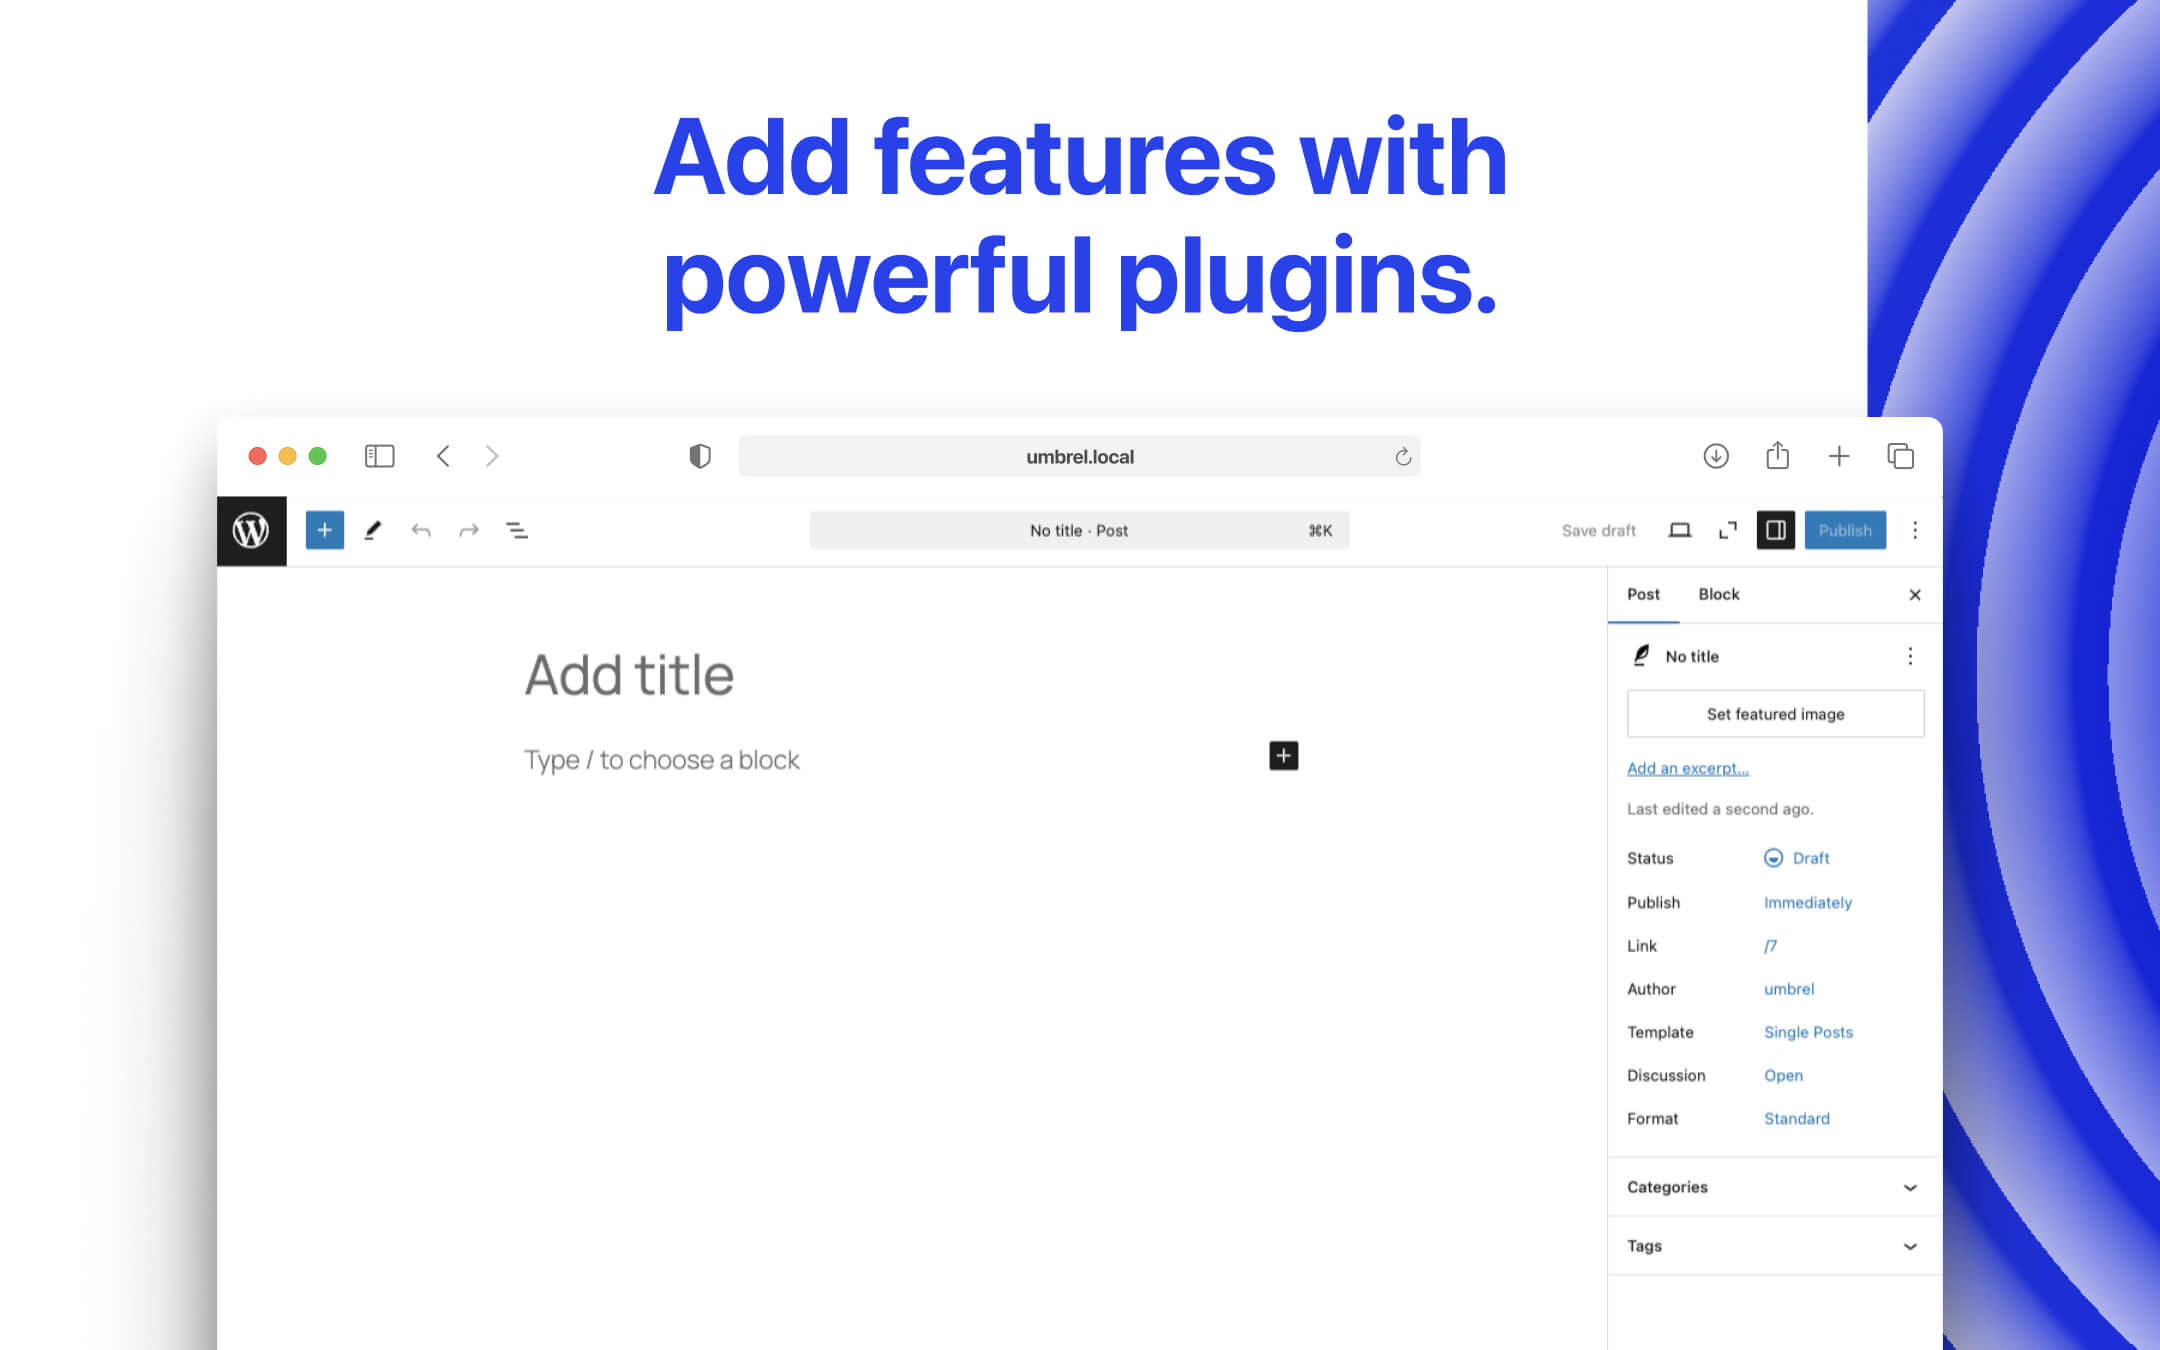 Add features with
powerful plugins.
umbrel.local
No title · Post
⌘K
Save draft
Publish
Post
Block
Add title
Type / to choose a block
No title
Set featured image
Add an excerpt...
Last edited a second ago.
Status
Draft
Publish
Immediately
Link
/7
Author
umbrel
Template
Single Posts
Discussion
Open
Format
Standard
Categories
Tags